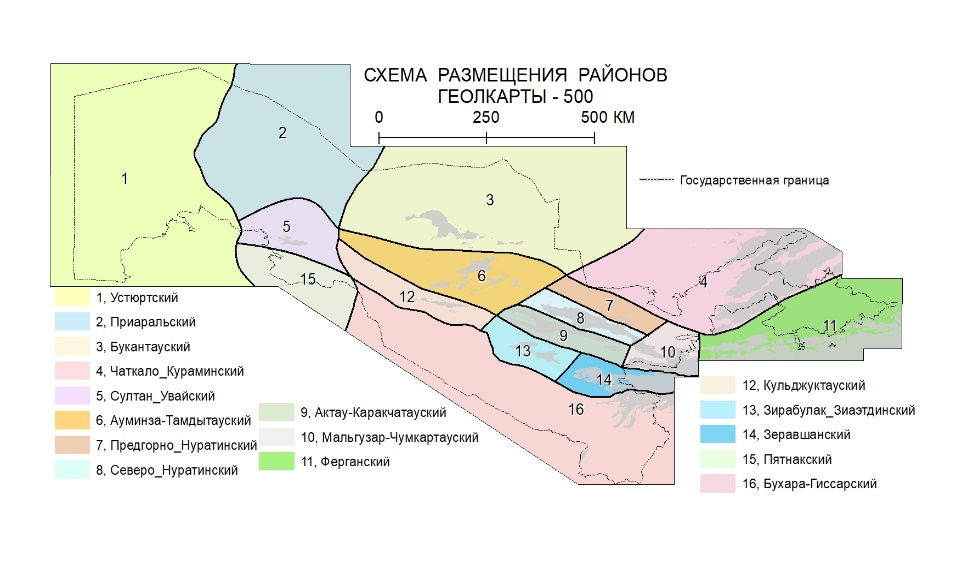 СХЕМА РАЗМЕЩЕНИЯ РАЙОНОВ
ГЕОЛКАРТЫ - 500
0 250 500 КМ
Государственная граница
1
2
3
4
5
6
7
8
9
10
11
12
13
14
15
16
1, Устюртский
2, Приаральский
3, Букантауский
4, Чаткало_Кураминский
5, Султан_Увайский
6, Ауминза-Тамдытауский
7, Предгорно_Нуратинский
8, Северо_Нуратинский
9, Актау-Каракчатауский
10, Мальгузар-Чумкартауский
11, Ферганский
12, Кульджуктауский
13, Зирабулак_Зиаэтдинский
14, Зеравшанский
15, Пятнакский
16, Бухара-Гиссарский